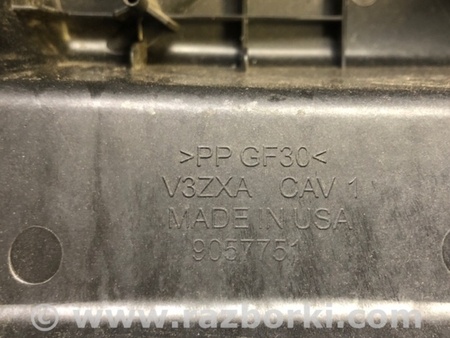 >PP GF30<
V3ZXA CAV 1
MADE IN USA
9057751
© www.razborki.com